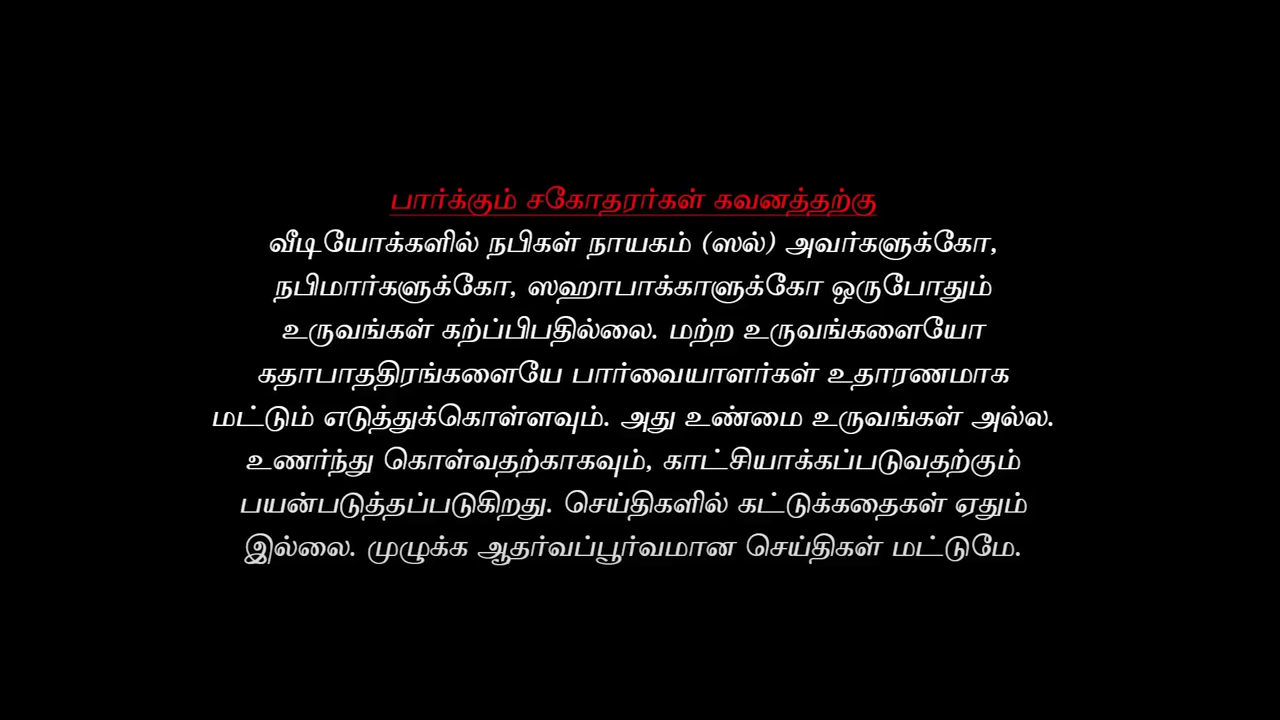 பார்க்கும் சகோதரர்கள் கவனத்தற்கு
வீடியோக்களில் நபிகள் நாயகம் (ஸல்) அவர்களுக்கோ,
நபிமார்களுக்கோ, ஸஹாபாக்காளுக்கோ ஒருபோதும்
உருவங்கள் கற்ப்பிபதில்லை. மற்ற உருவங்களையோ
கதாபாததிரங்களையே பார்வையாளர்கள் உதாரணமாக
மட்டும் எடுத்துக்கொள்ளவும். அது உண்மை உருவங்கள் அல்ல.
உணர்ந்து கொள்வதற்காகவும், காட்சியாக்கப்படுவதற்கும்
பயன்படுத்தப்படுகிறது. செய்திகளில் கட்டுக்கதைகள் ஏதும்
இல்லை. முழுக்க ஆதர்வப்பூர்வமான செய்திகள் மட்டுமே.